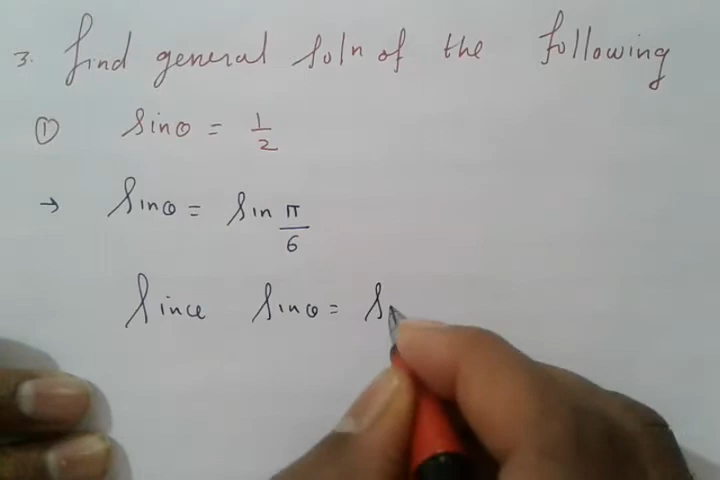 3. find general soln of the following
① sinθ = 1/2
→ sinθ = sin π/6
Since sinθ = s